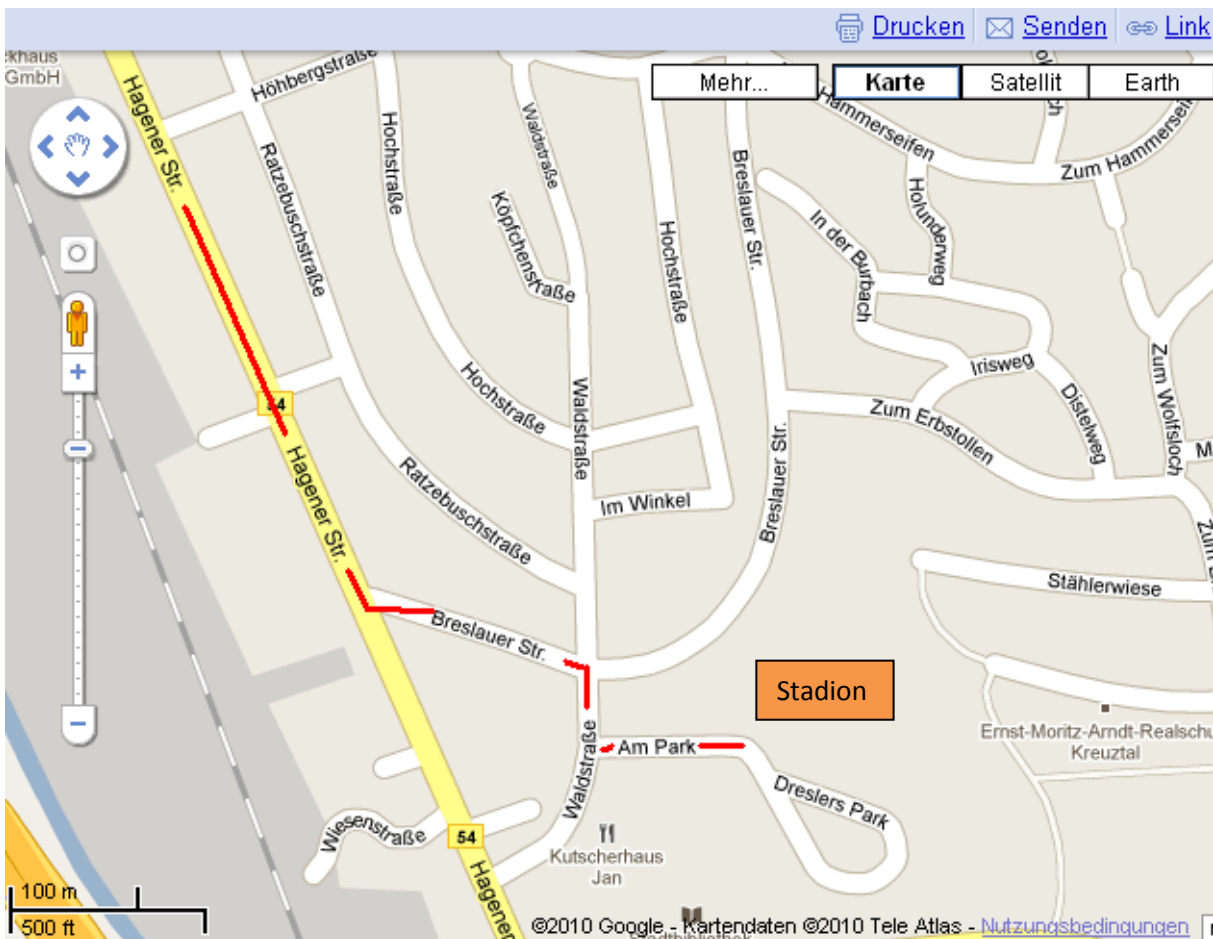 Drucken Senden Link
ckhaus
GmbH
Mehr... Karte Satellit Earth
Höhbergstraße
Hagener Str.
Hochstraße
Waldstraße
Hammerseifen
Zum Hammerseifen
Ratzebuschstraße
Köpfchenstraße
Hochstraße
Breslauer Str.
In der Burbach
Holunderweg
Irisweg
Distelweg
Zum Wolfsloch
Hochstraße
Waldstraße
Zum Erbstollen
Hagener Str.
Ratzebuschstraße
Im Winkel
Breslauer Str.
M
Zum
Stählerwiese
Breslauer Str.
Stadion
Ernst-Moritz-Arndt-Realschu
Kreuztal
Am Park
Waldstraße
Dreslers Park
Wiesenstraße
54
Kutscherhaus
Jan
Hagener
100 m
500 ft
©2010 Google - Kartendaten ©2010 Tele Atlas - Nutzungsbedingungen
Stadtbibliothek